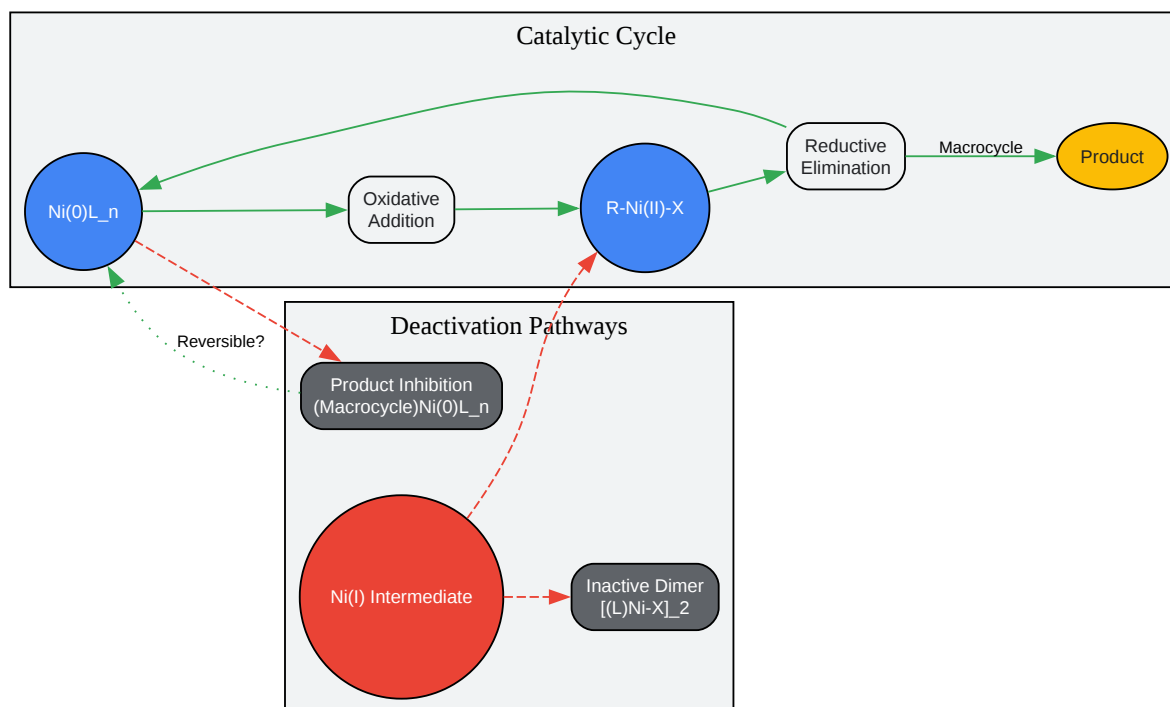 Catalytic Cycle
Reductive
Elimination
Macrocycle
Product
Ni(0)L_n
Oxidative
Addition
R-Ni(II)-X
Deactivation Pathways
Reversible?
Product Inhibition
(Macrocycle)Ni(0)L_n
Ni(I) Intermediate
Inactive Dimer
[(L)Ni-X]_2